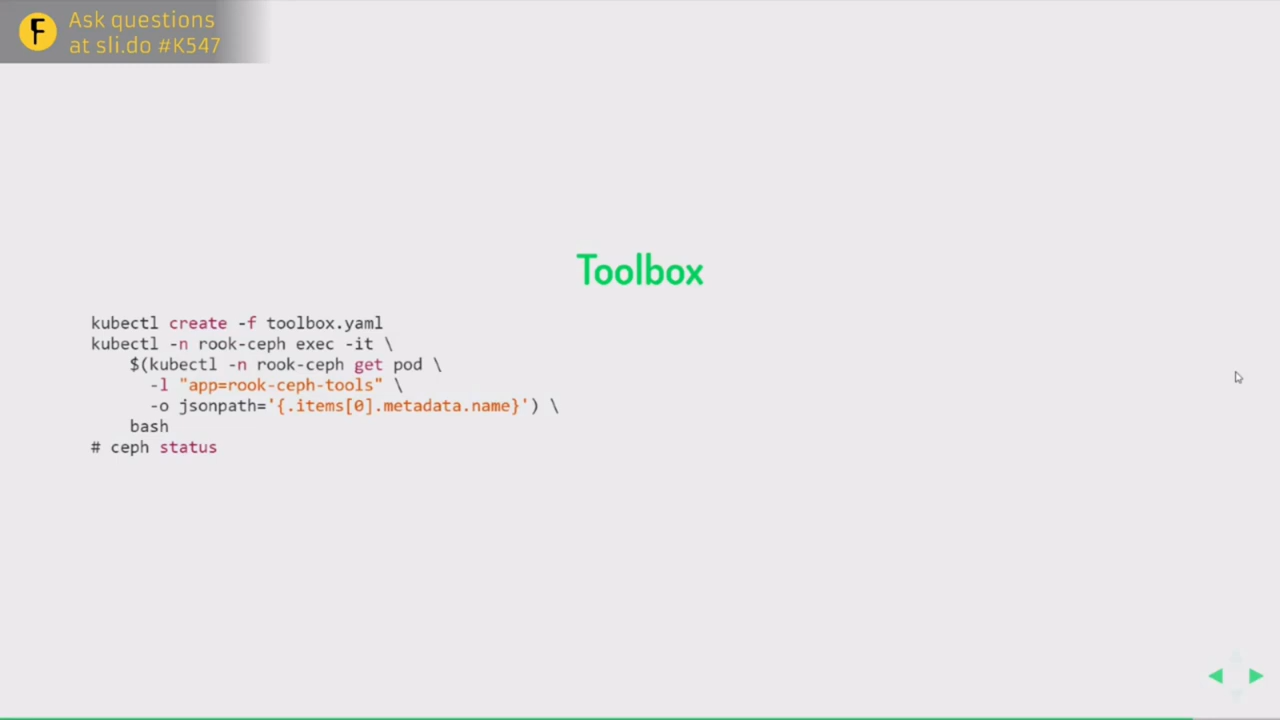 Ask questions
at sli.do #K547
Toolbox
kubectl create -f toolbox.yaml
kubectl -n rook-ceph exec -it \
    $(kubectl -n rook-ceph get pod \
      -l "app=rook-ceph-tools" \
      -o jsonpath='{.items[0].metadata.name}') \
    bash
# ceph status